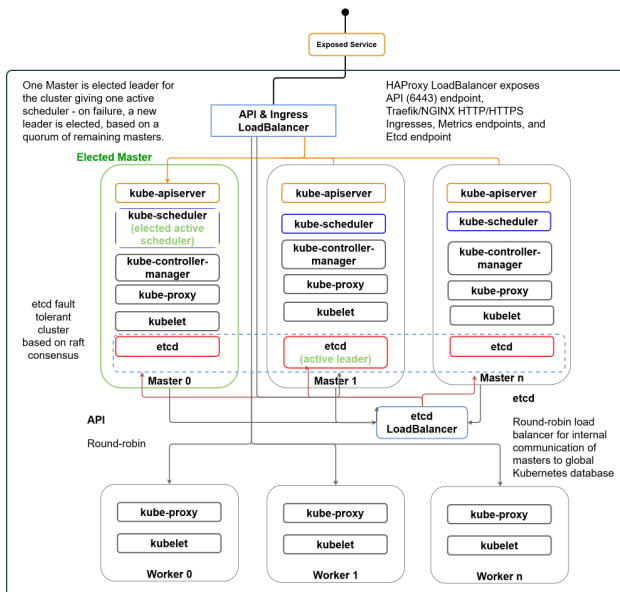 Exposed Service
One Master is elected leader for
the cluster giving one active
scheduler - on failure, a new
leader is elected, based on a
quorum of remaining masters.
API & Ingress
LoadBalancer
HAProxy LoadBalancer exposes
API (6443) endpoint,
Traefik/NGINX HTTP/HTTPS
Ingresses, Metrics endpoints, and
Etcd endpoint
Elected Master
kube-apiserver
kube-scheduler
(elected active
scheduler)
kube-controller-
manager
kube-proxy
kubelet
etcd
Master 0
kube-apiserver
kube-scheduler
kube-controller-
manager
kube-proxy
kubelet
etcd
(active leader)
Master 1
kube-apiserver
kube-scheduler
kube-controller-
manager
kube-proxy
kubelet
etcd
Master n
etcd fault
tolerant
cluster
based on raft
consensus
API
Round-robin
etcd
LoadBalancer
etcd
Round-robin load
balancer for internal
communication of
masters to global
Kubernetes database
kube-proxy
kubelet
Worker 0
kube-proxy
kubelet
Worker 1
kube-proxy
kubelet
Worker n